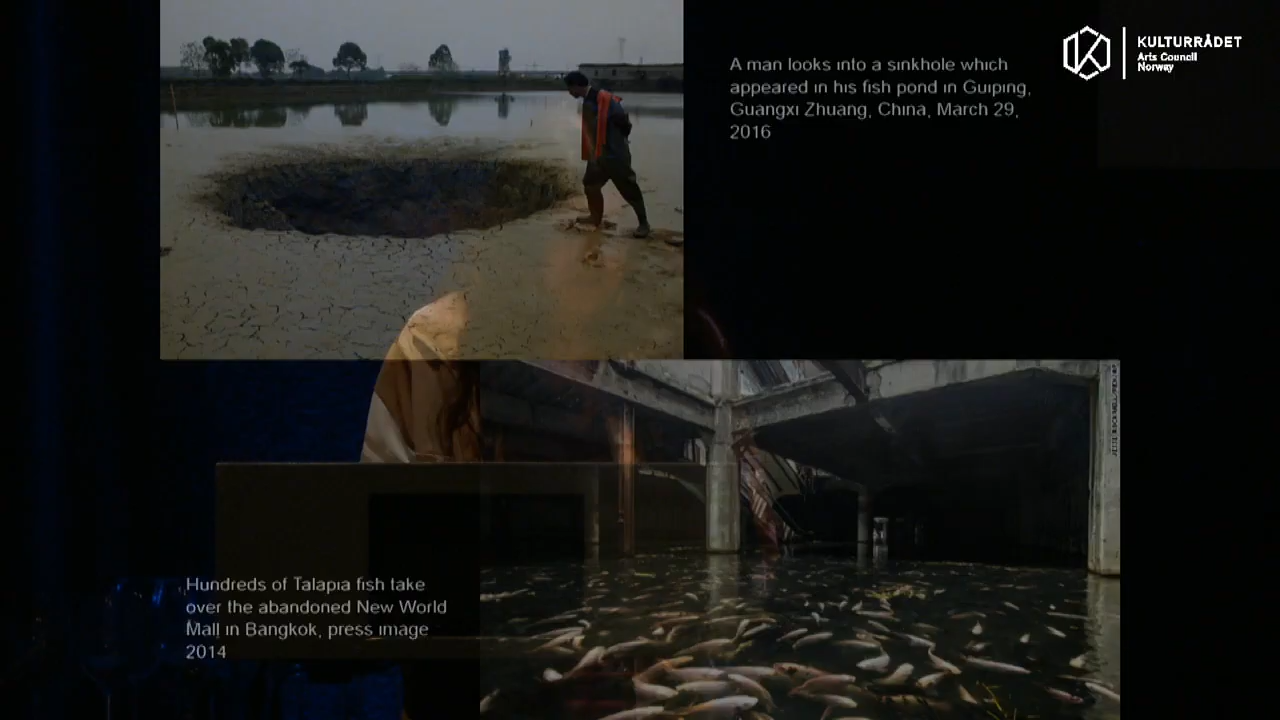 A man looks into a sinkhole which
appeared in his fish pond in Guiping,
Guangxi Zhuang, China, March 29,
2016
KULTURRÅDET
Arts Council
Norway
Hundreds of Talapia fish take
over the abandoned New World
Mall in Bangkok, press image
2014